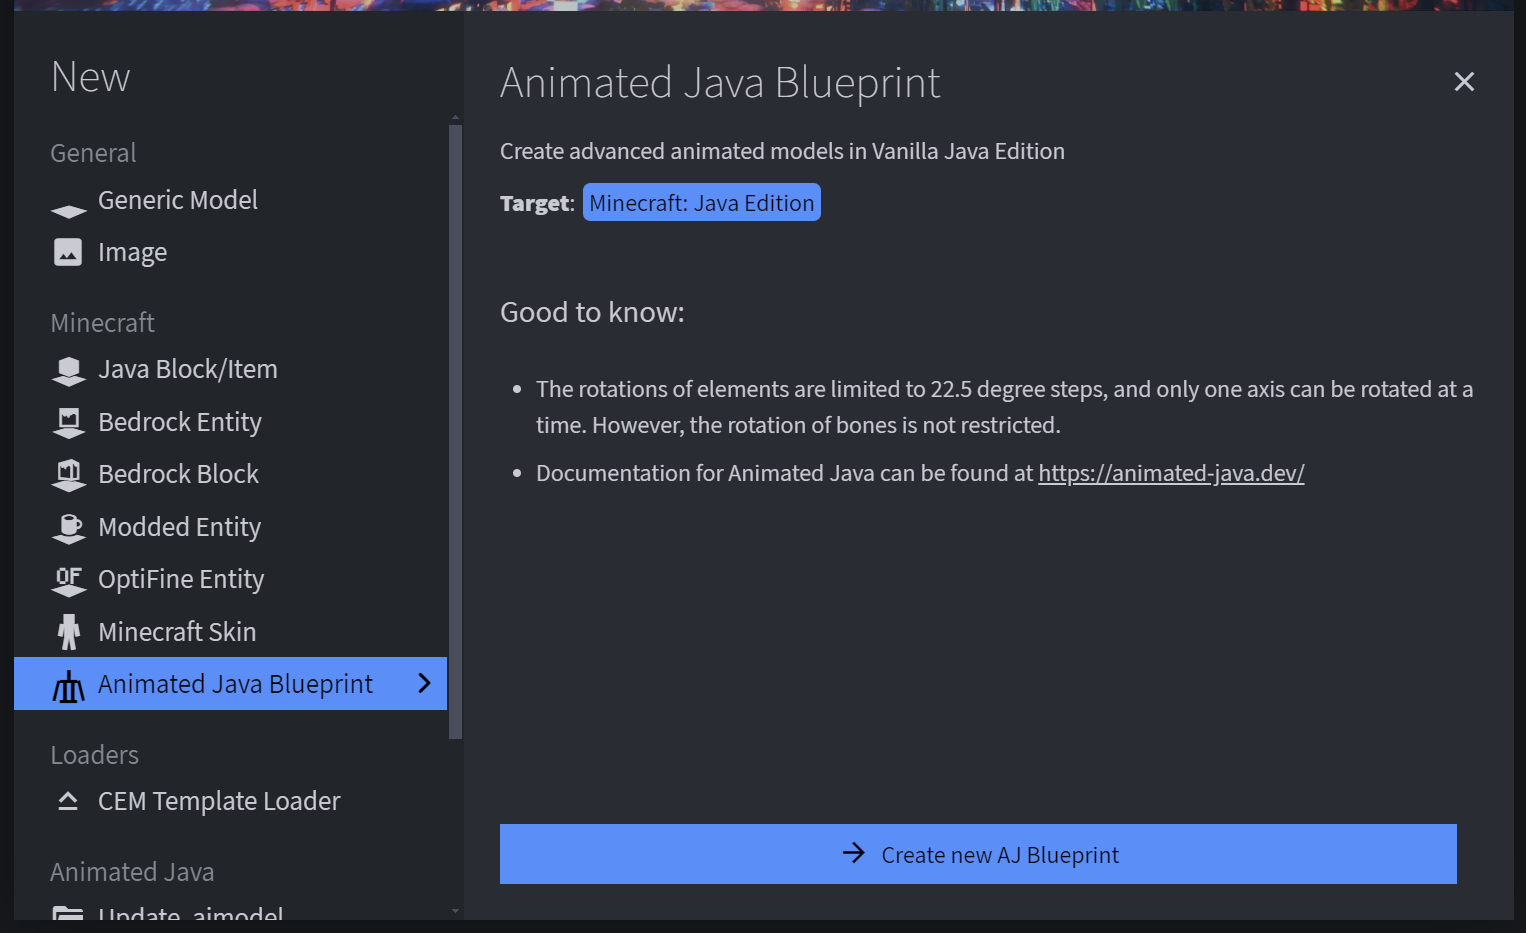 New
General
Generic Model
Image
Minecraft
Java Block/Item
Bedrock Entity
Bedrock Block
Modded Entity
OF
OptiFine Entity
Minecraft Skin
Animated Java Blueprint
Loaders
CEM Template Loader
Animated Java
Update .ajmodel
Animated Java Blueprint
Create advanced animated models in Vanilla Java Edition
Target: Minecraft: Java Edition
Good to know:
• The rotations of elements are limited to 22.5 degree steps, and only one axis can be rotated at a
time. However, the rotation of bones is not restricted.
• Documentation for Animated Java can be found at https://animated-java.dev/
Create new AJ Blueprint